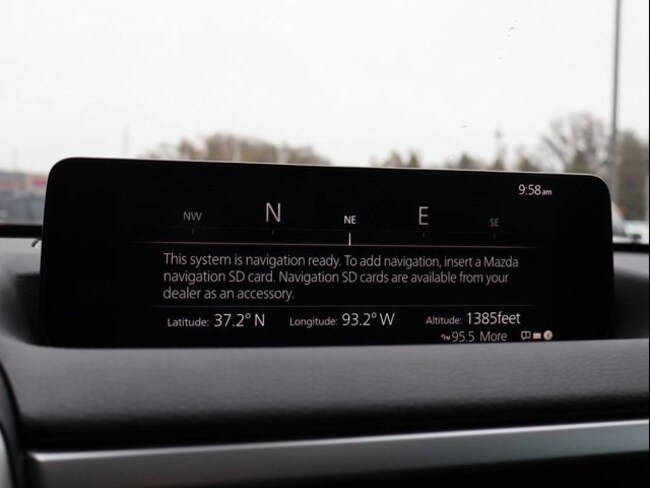 9:58am
NW N NE E SE
This system is navigation ready. To add navigation, insert a Mazda
navigation SD card. Navigation SD cards are available from your
dealer as an accessory.
Latitude: 37.2° N Longitude: 93.2° W Altitude: 1385feet
95.5 More